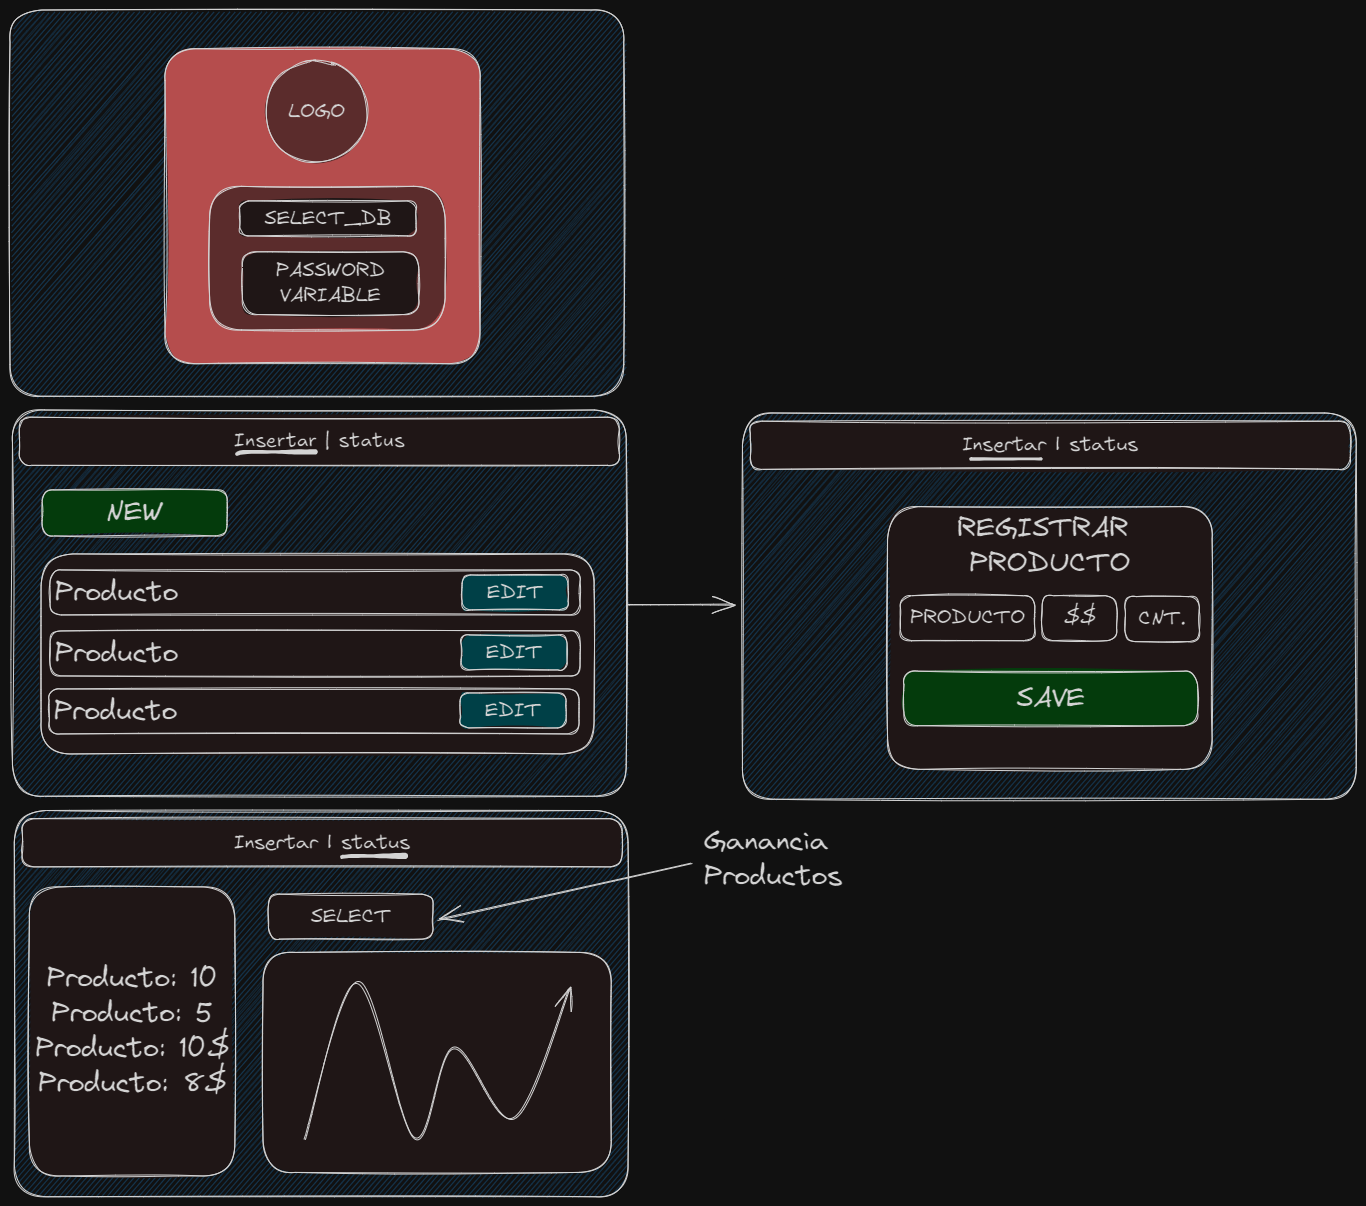 LOGO
SELECT_DB
PASSWORD
VARIABLE
Insertar | status
NEW
Producto EDIT
Producto EDIT
Producto EDIT
Insertar | status
REGISTRAR
PRODUCTO
PRODUCTO $$ CNT.
SAVE
Insertar | status
Ganancia
Productos
SELECT
Producto: 10
Producto: 5
Producto: 10$
Producto: 8$